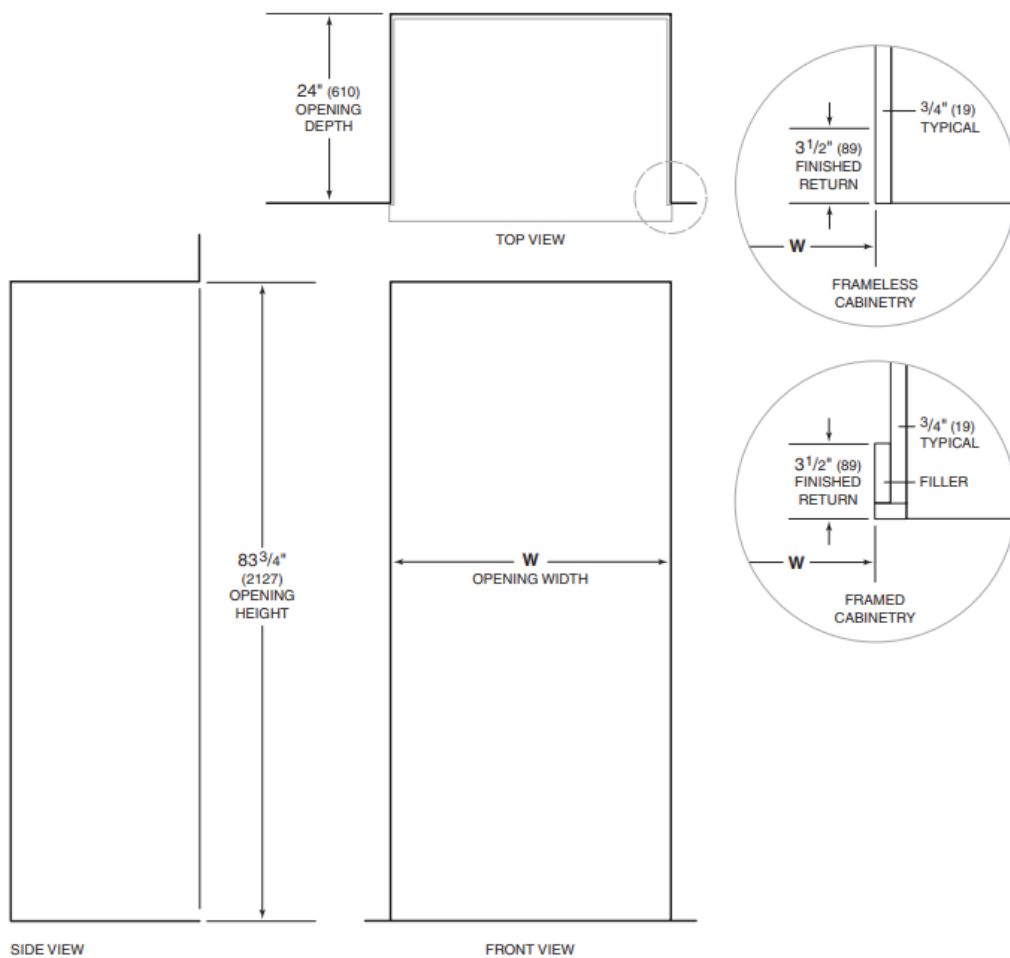 24" (610)
OPENING
DEPTH
TOP VIEW
3/4" (19)
TYPICAL
3 1/2" (89)
FINISHED
RETURN
W
FRAMELESS
CABINETRY
3/4" (19)
TYPICAL
3 1/2" (89)
FINISHED
RETURN
FILLER
W
FRAMED
CABINETRY
83 3/4"
(2127)
OPENING
HEIGHT
W
OPENING WIDTH
SIDE VIEW
FRONT VIEW